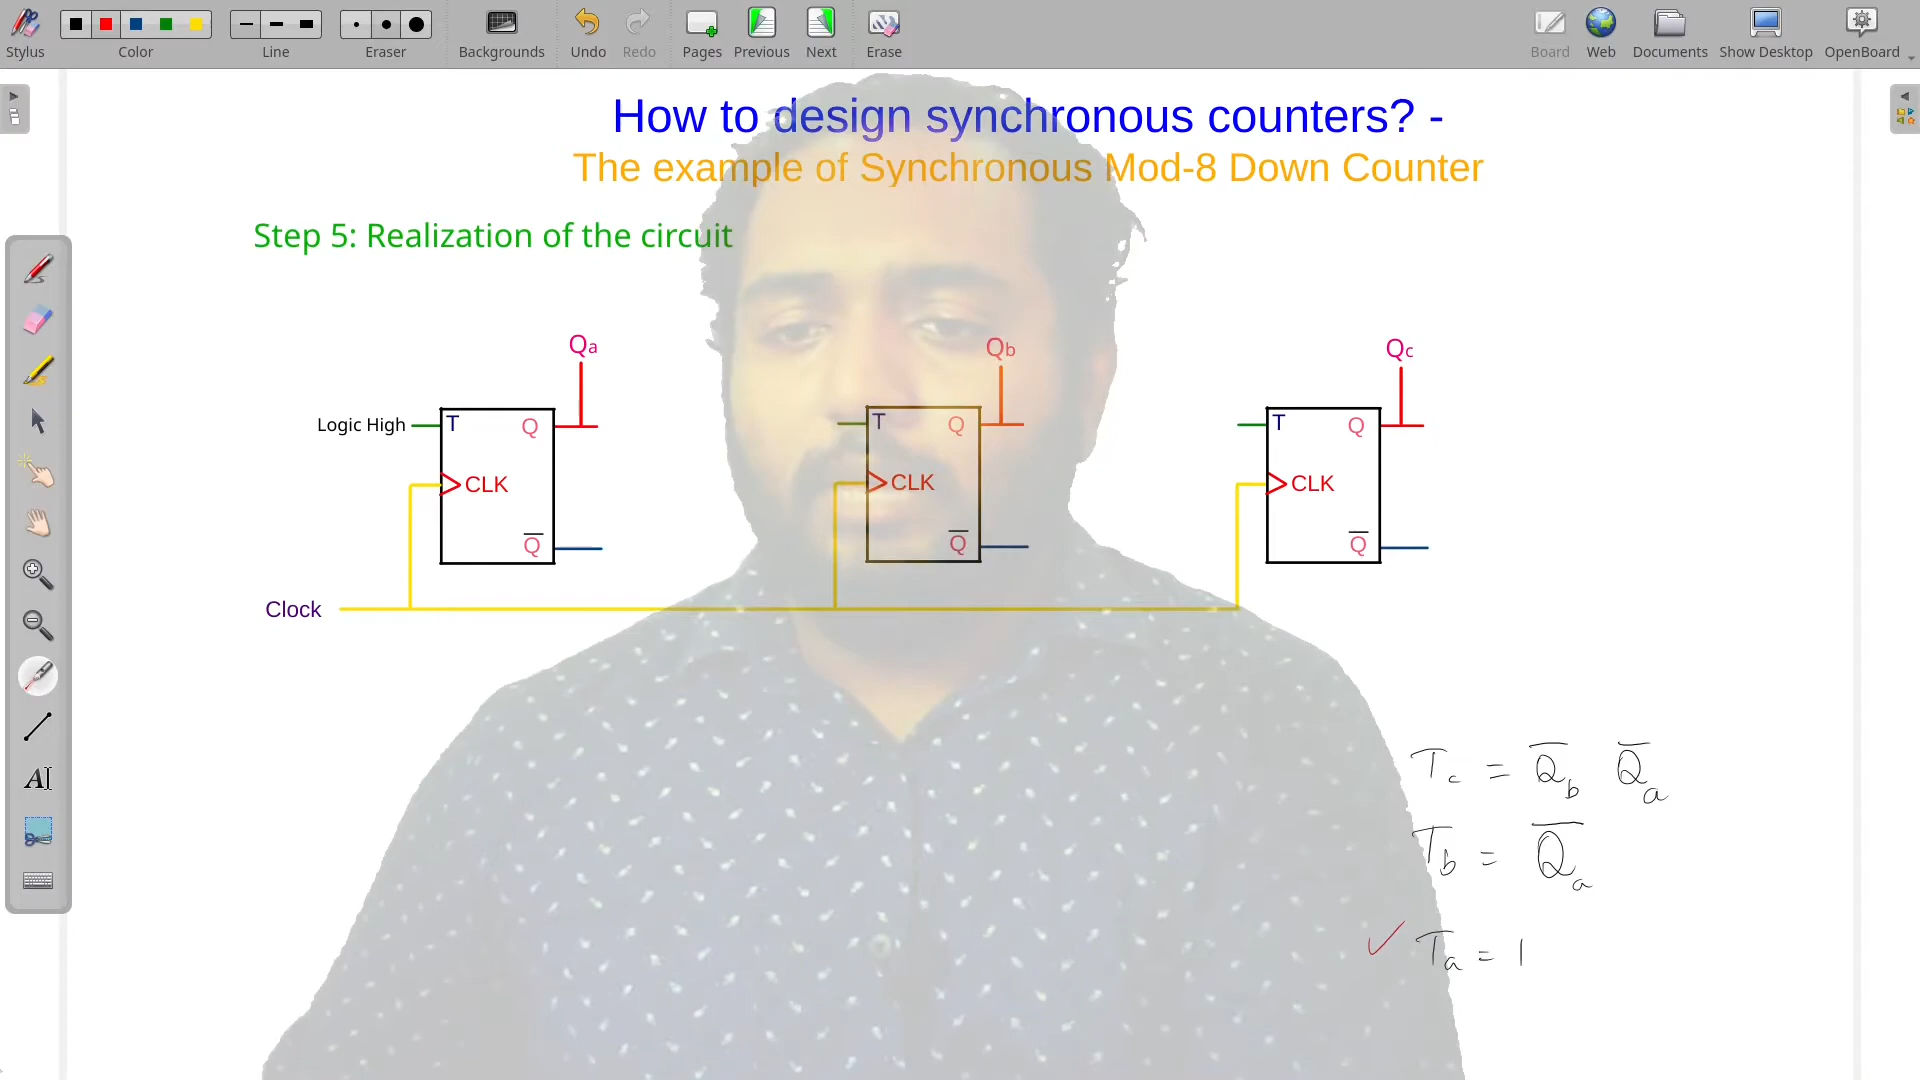 Stylus Color Line Eraser Backgrounds Undo Redo Pages Previous Next Erase Board Web Documents Show Desktop OpenBoard
How to design synchronous counters? -
The example of Synchronous Mod-8 Down Counter
Step 5: Realization of the circuit
Qa Qb Qc
Logic High T Q T Q T Q
CLK CLK CLK
Q̅ Q̅ Q̅
Clock
Tc = Q̅b Q̅a
Tb = Q̅a
✓ Ta = 1
AI